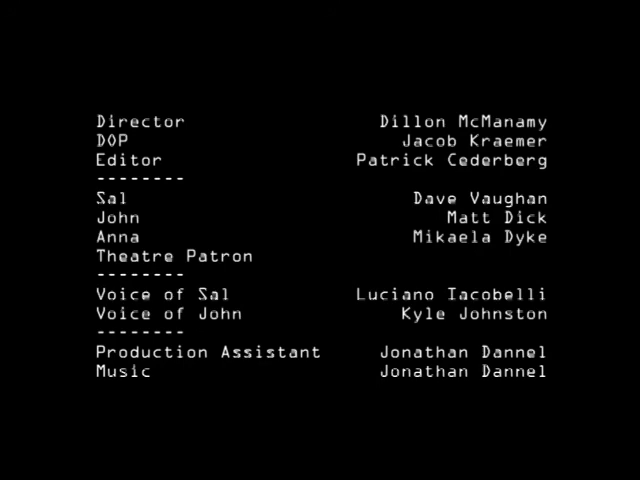 Director Dillon McManamy
DOP Jacob Kraemer
Editor Patrick Cederberg
--------
Sal Dave Vaughan
John Matt Dick
Anna Mikaela Dyke
Theatre Patron
--------
Voice of Sal Luciano Iacobelli
Voice of John Kyle Johnston
--------
Production Assistant Jonathan Dannel
Music Jonathan Dannel